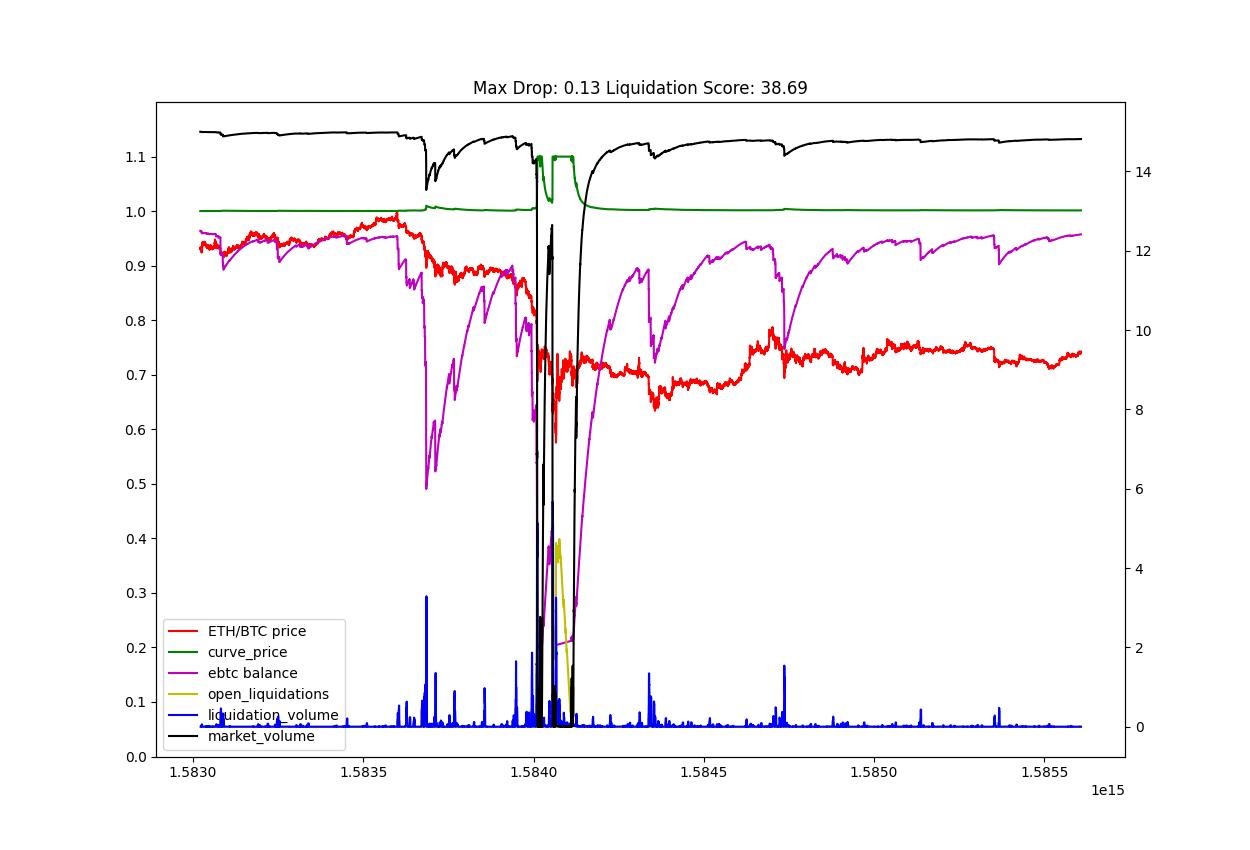 Max Drop: 0.13 Liquidation Score: 38.69
1.1
1.0
0.9
0.8
0.7
0.6
0.5
0.4
0.3
0.2
0.1
0.0
14
12
10
8
6
4
2
0
ETH/BTC price
curve_price
ebtc balance
open_liquidations
liquidation_volume
market_volume
1.5830 1.5835 1.5840 1.5845 1.5850 1.5855
1e15